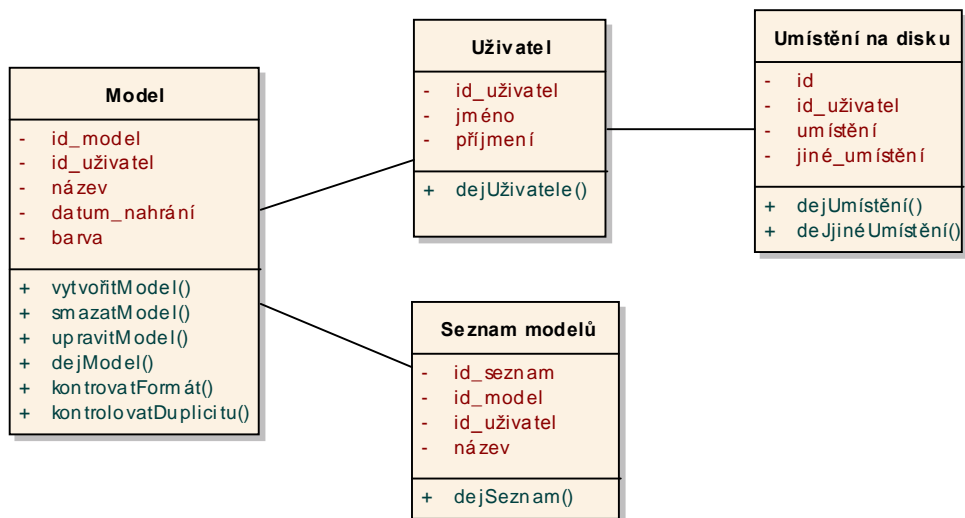 Model
- id_model
- id_uživatel
- název
- datum_nahrání
- barva
+ vytvořitModel()
+ smazatModel()
+ upravitModel()
+ dejModel()
+ kontrovatFormát()
+ kontrolovatDuplicitu()
Uživatel
- id_uživatel
- jméno
- příjmení
+ dejUživatele()
Umístění na disku
- id
- id_uživatel
- umístění
- jiné_umístění
+ dejUmístění()
+ deJjinéUmístění()
Seznam modelů
- id_seznam
- id_model
- id_uživatel
- název
+ dejSeznam()